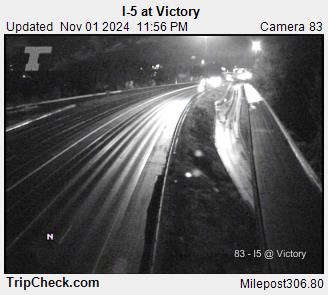 I-5 at Victory
Updated Nov 01 2024 11:56 PM Camera 83
T
N
83 - I5 @ Victory
TripCheck.com Milepost306.80